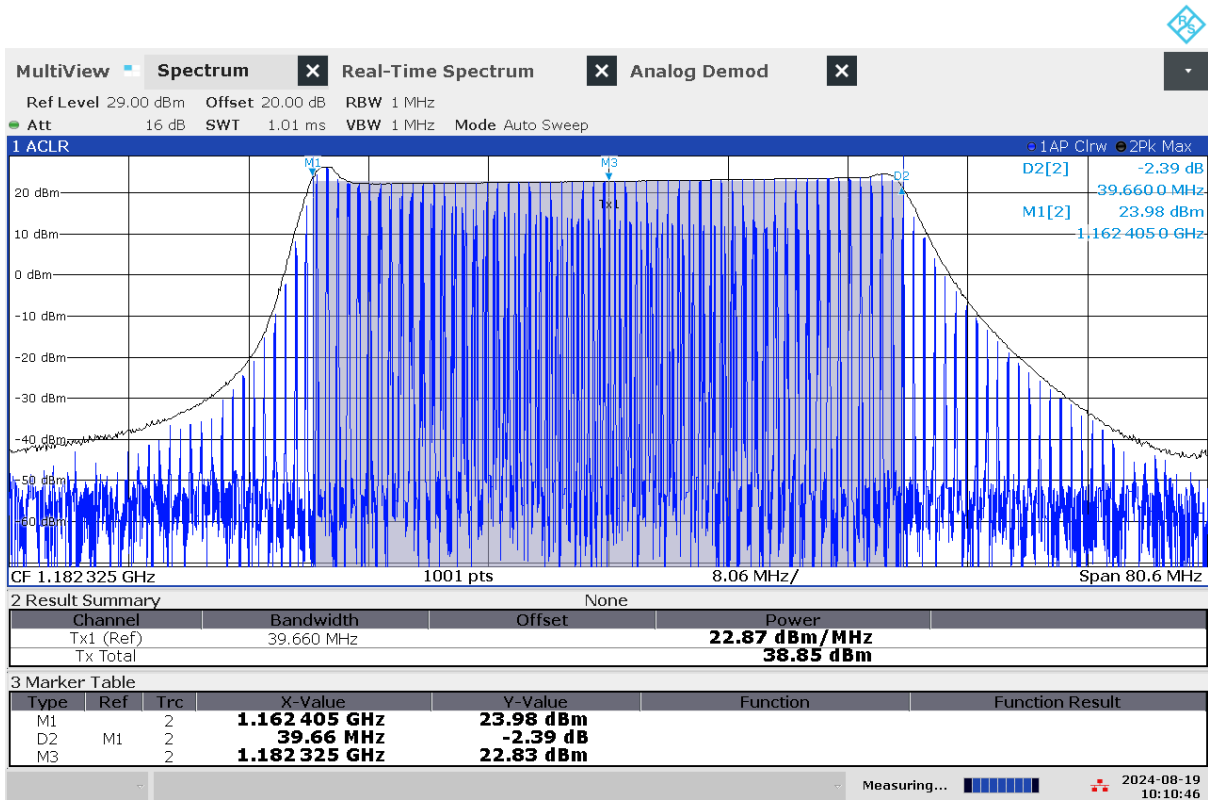 R&S
MultiView Spectrum X Real-Time Spectrum X Analog Demod X
Ref Level 29.00 dBm Offset 20.00 dB RBW 1 MHz
Att 16 dB SWT 1.01 ms VBW 1 MHz Mode Auto Sweep
1 ACLR 1AP Clrw 2Pk Max
M1 M3 D2[2] -2.39 dB
D2
20 dBm 39.660 0 MHz
Tx1 M1[2] 23.98 dBm
10 dBm 1.162 405 0 GHz
0 dBm
-10 dBm
-20 dBm
-30 dBm
-40 dBm
-50 dBm
-60 dBm
CF 1.182 325 GHz 1001 pts 8.06 MHz/ Span 80.6 MHz
2 Result Summary None
Channel Bandwidth Offset Power
Tx1 (Ref) 39.660 MHz 22.87 dBm/MHz
Tx Total 38.85 dBm
3 Marker Table
Type Ref Trc X-Value Y-Value Function Function Result
M1 2 1.162 405 GHz 23.98 dBm
D2 M1 2 39.66 MHz -2.39 dB
M3 2 1.182 325 GHz 22.83 dBm
Measuring... 2024-08-19
10:10:46